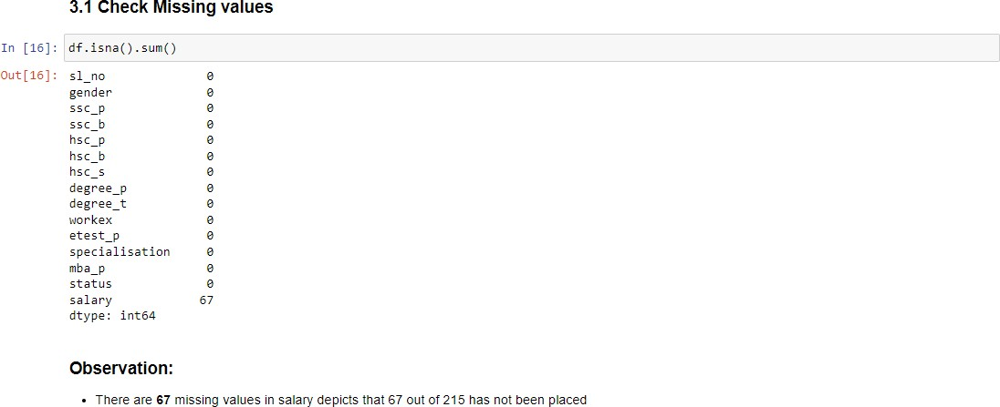 3.1 Check Missing values
In [16]: df.isna().sum()
Out[16]: sl_no 0
gender 0
ssc_p 0
ssc_b 0
hsc_p 0
hsc_b 0
hsc_s 0
degree_p 0
degree_t 0
workex 0
etest_p 0
specialisation 0
mba_p 0
status 0
salary 67
dtype: int64
Observation:
• There are 67 missing values in salary depicts that 67 out of 215 has not been placed